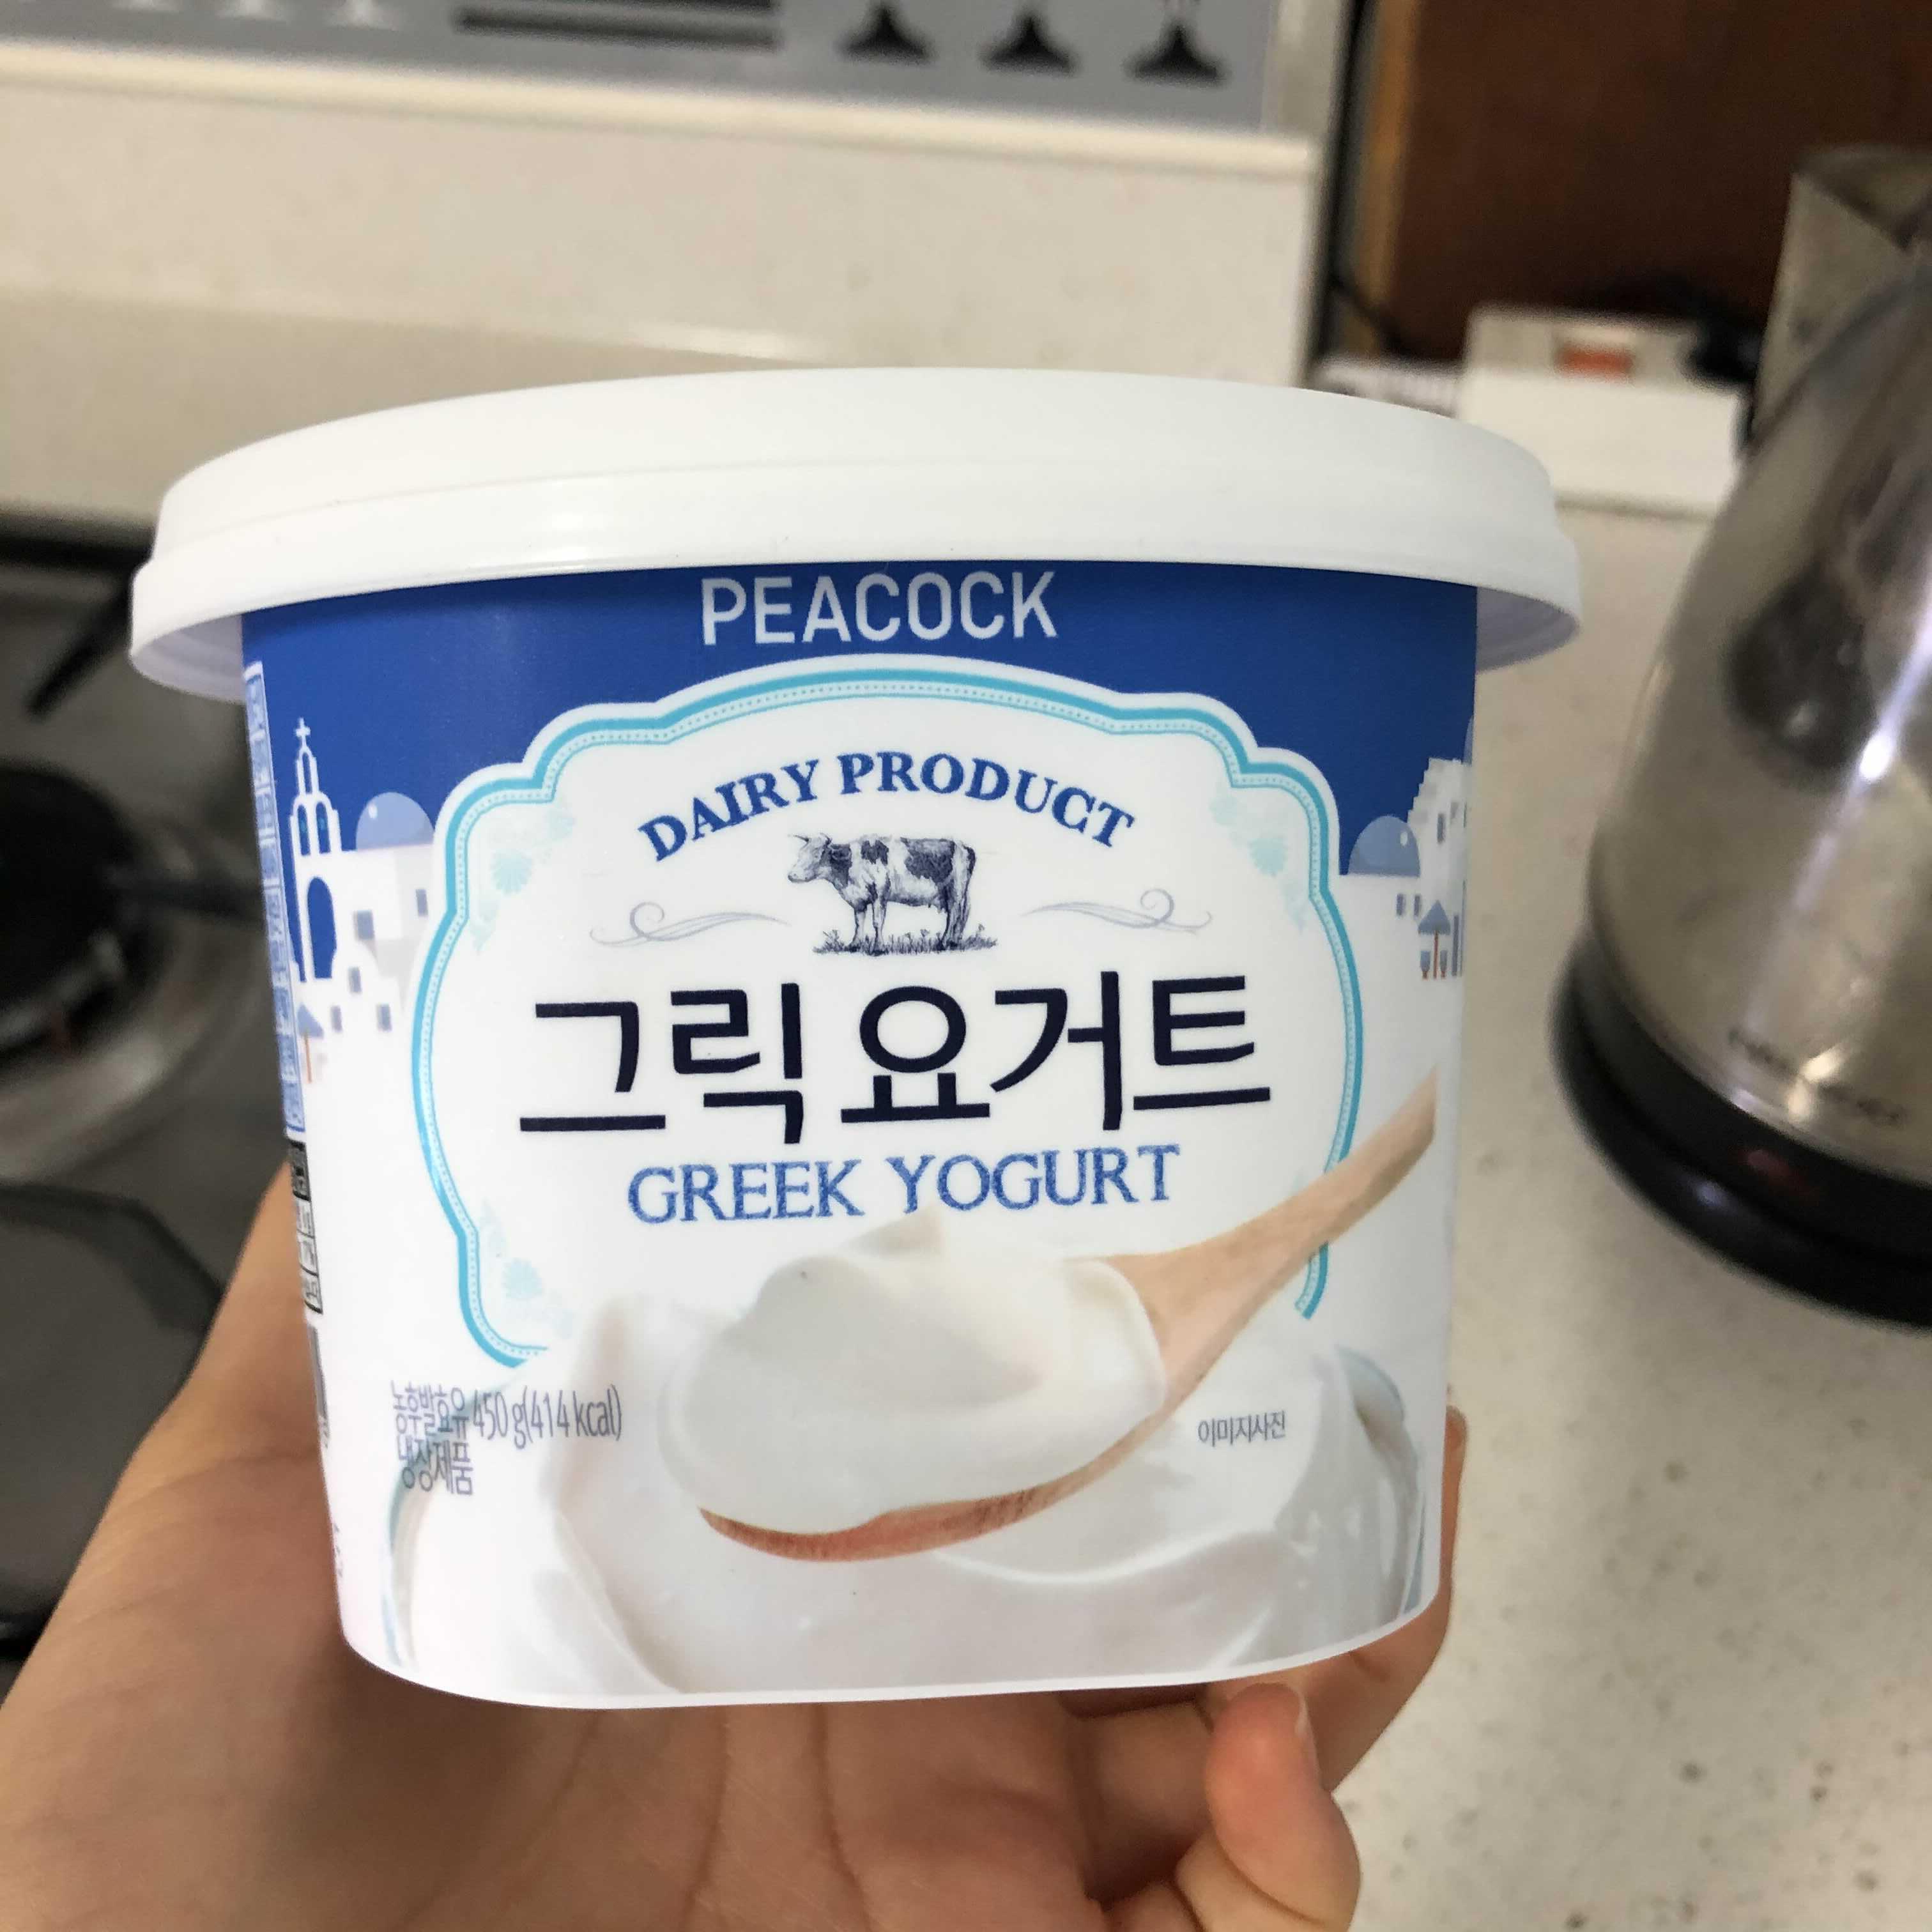 PEACOCK
DAIRY PRODUCT
그릭요거트
GREEK YOGURT
농후발효유 450 g(414 kcal)
냉장제품
이미지사진